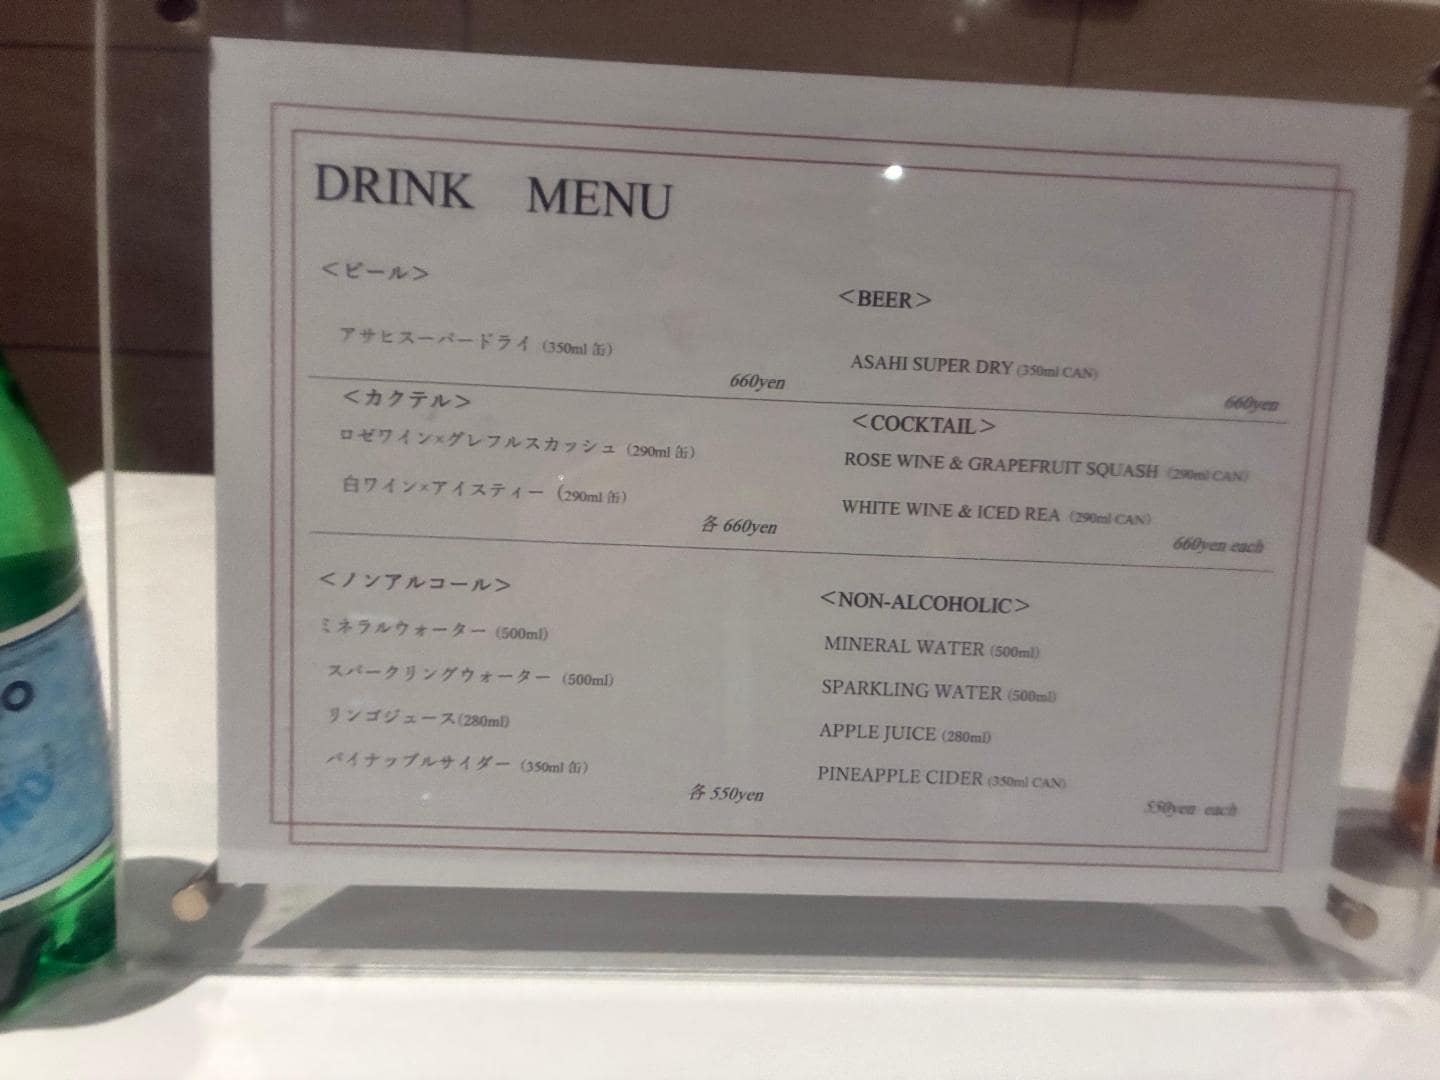 DRINK MENU
<ビール>
アサヒスーパードライ (350ml 缶)
660yen
<カクテル>
ロゼワイン×グレフルスカッシュ (290ml 缶)
白ワイン×アイスティー (290ml 缶)
各 660yen
<ノンアルコール>
ミネラルウォーター (500ml)
スパークリングウォーター (500ml)
リンゴジュース(280ml)
パイナップルサイダー (350ml 缶)
各 550yen
<BEER>
ASAHI SUPER DRY (350ml CAN)
660yen
<COCKTAIL>
ROSE WINE & GRAPEFRUIT SQUASH (290ml CAN)
WHITE WINE & ICED REA (290ml CAN)
660yen each
<NON-ALCOHOLIC>
MINERAL WATER (500ml)
SPARKLING WATER (500ml)
APPLE JUICE (280ml)
PINEAPPLE CIDER (350ml CAN)
550yen each